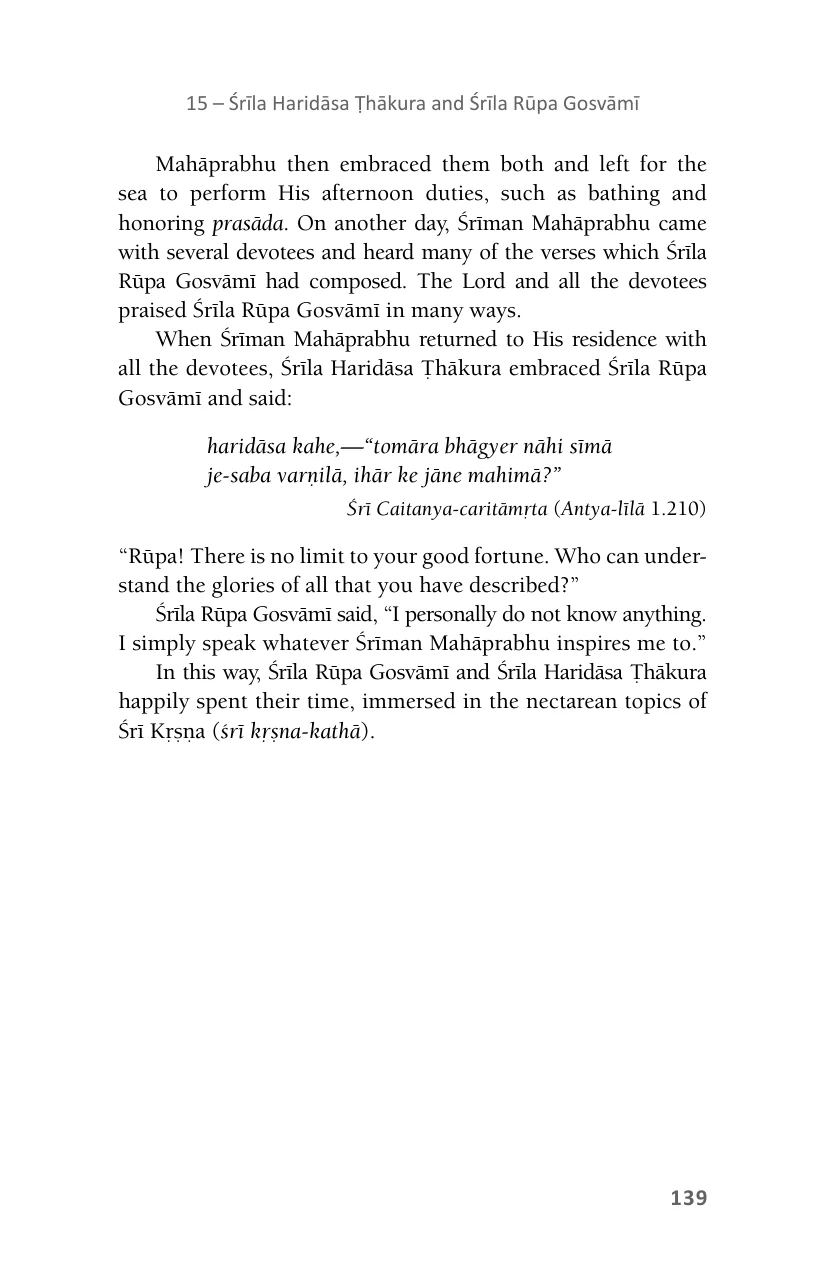 15 – Śrīla Haridāsa Ṭhākura and Śrīla Rūpa Gosvāmī
Mahāprabhu then embraced them both and left for the
sea to perform His afternoon duties, such as bathing and
honoring prasāda. On another day, Śrīman Mahāprabhu came
with several devotees and heard many of the verses which Śrīla
Rūpa Gosvāmī had composed. The Lord and all the devotees
praised Śrīla Rūpa Gosvāmī in many ways.
When Śrīman Mahāprabhu returned to His residence with
all the devotees, Śrīla Haridāsa Ṭhākura embraced Śrīla Rūpa
Gosvāmī and said:
haridāsa kahe,—“tomāra bhāgyer nāhi sīmā
je-saba varṇilā, ihār ke jāne mahimā?”
Śrī Caitanya-caritāmṛta (Antya-līlā 1.210)
“Rūpa! There is no limit to your good fortune. Who can under-
stand the glories of all that you have described?”
Śrīla Rūpa Gosvāmī said, “I personally do not know anything.
I simply speak whatever Śrīman Mahāprabhu inspires me to.”
In this way, Śrīla Rūpa Gosvāmī and Śrīla Haridāsa Ṭhākura
happily spent their time, immersed in the nectarean topics of
Śrī Kṛṣṇa (śrī kṛṣna-kathā).
139